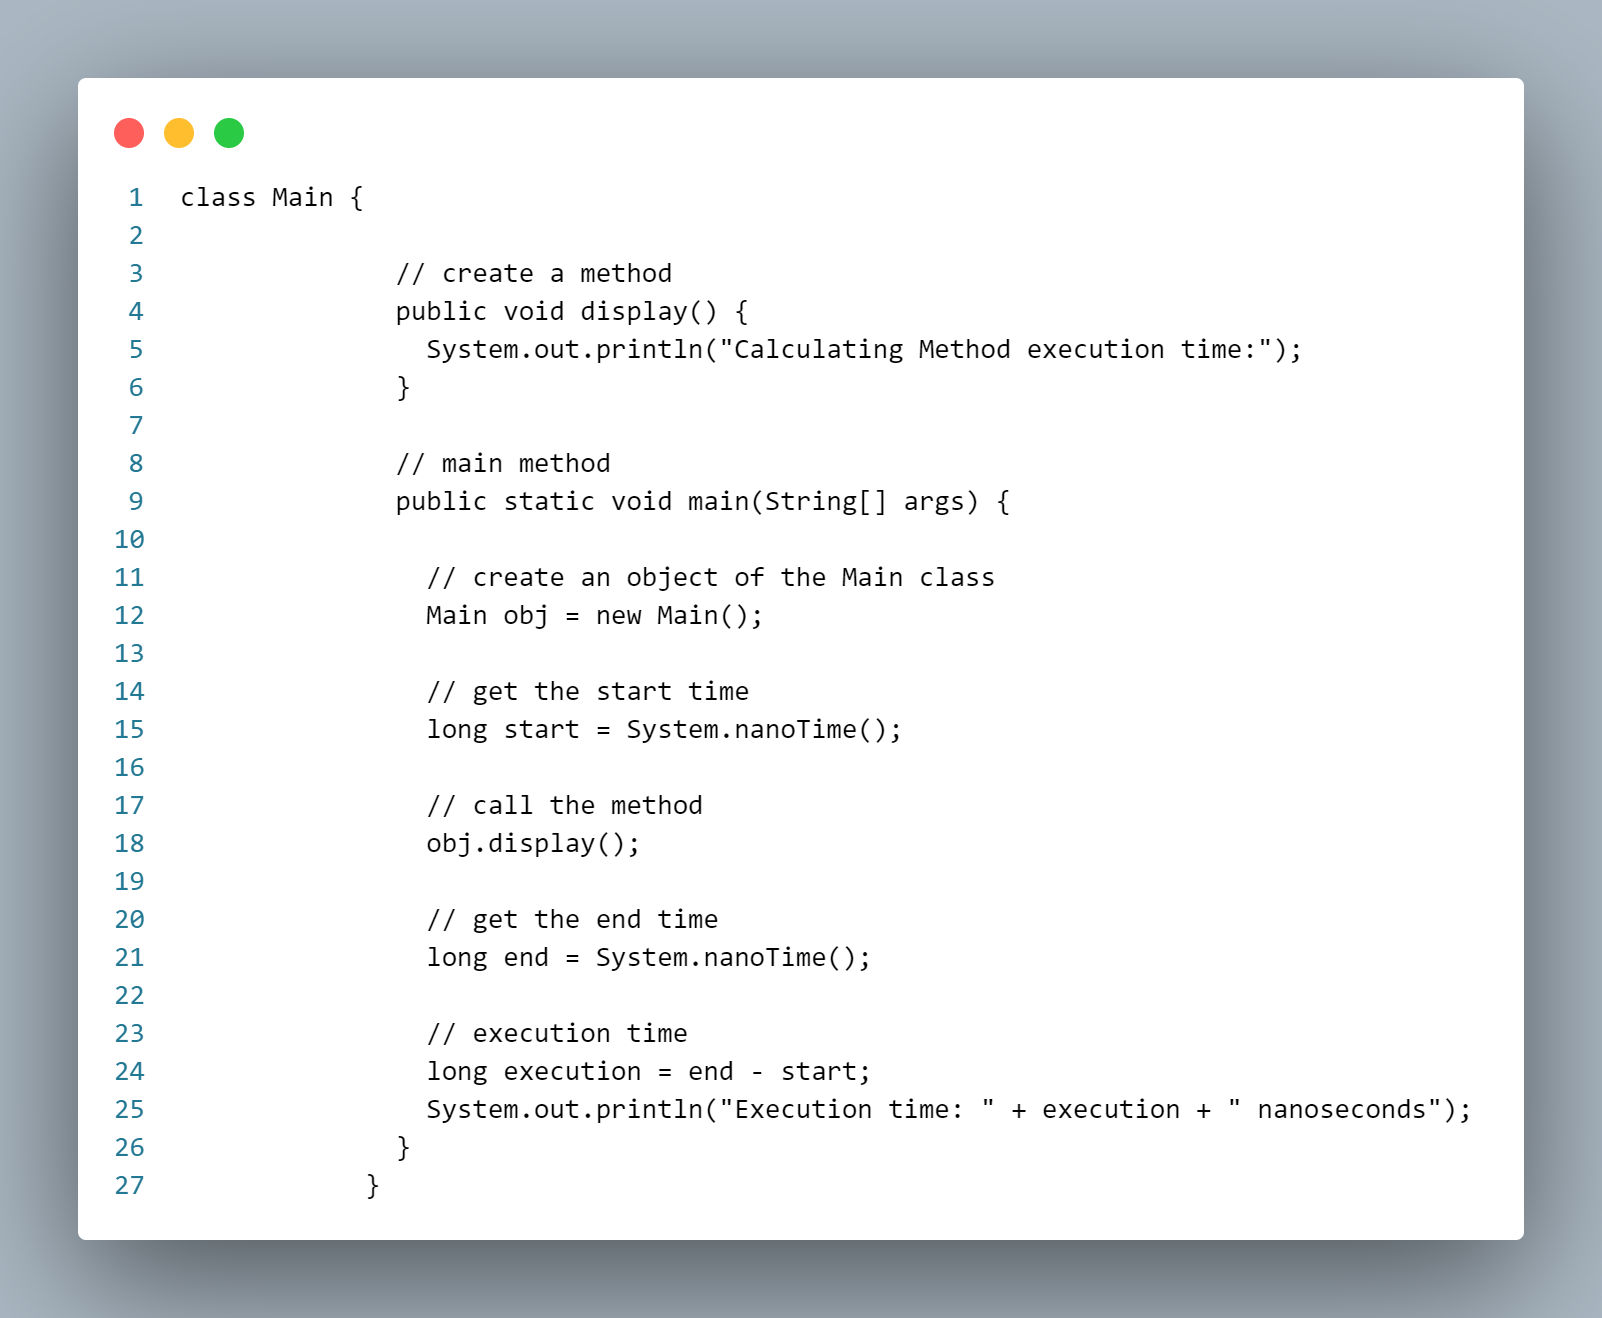 1 class Main {
2
3 // create a method
4 public void display() {
5 System.out.println("Calculating Method execution time:");
6 }
7
8 // main method
9 public static void main(String[] args) {
10
11 // create an object of the Main class
12 Main obj = new Main();
13
14 // get the start time
15 long start = System.nanoTime();
16
17 // call the method
18 obj.display();
19
20 // get the end time
21 long end = System.nanoTime();
22
23 // execution time
24 long execution = end - start;
25 System.out.println("Execution time: " + execution + " nanoseconds");
26 }
27 }